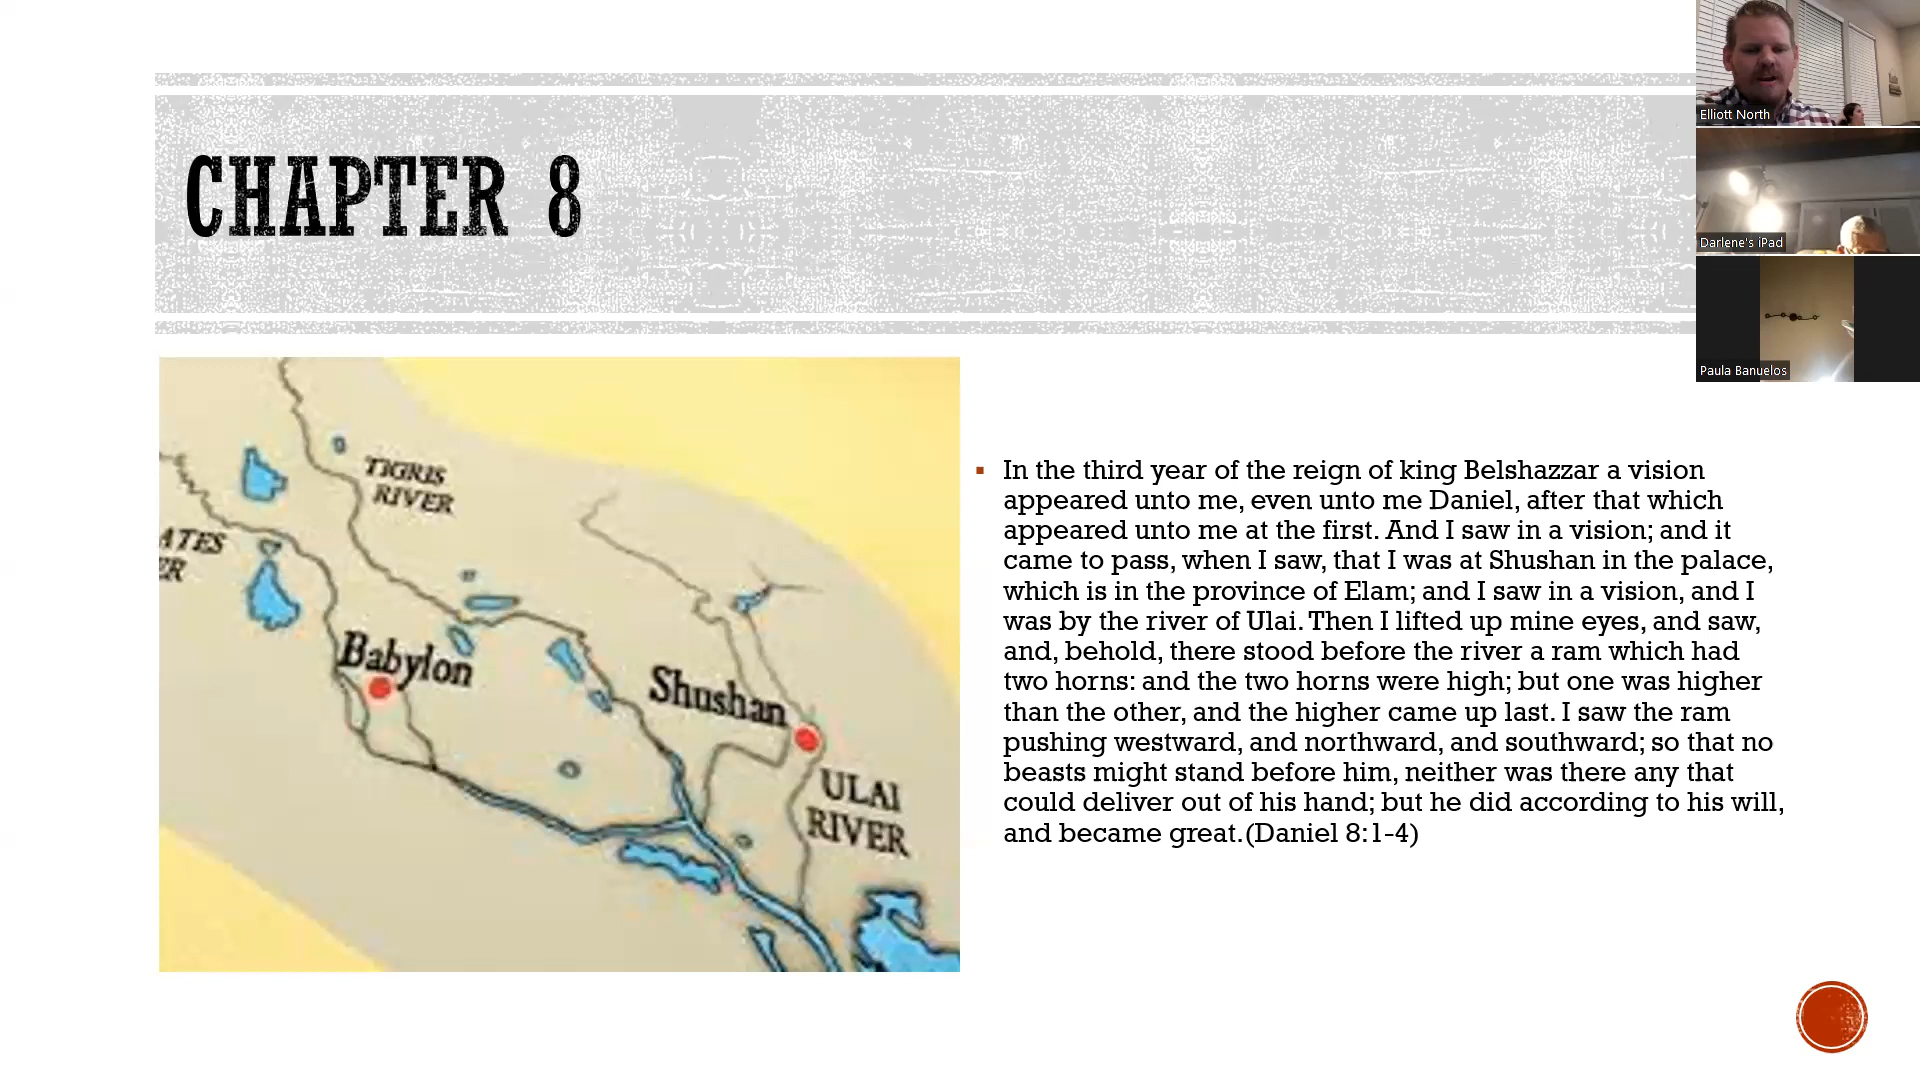 CHAPTER 8
TIGRIS
RIVER
ATES
ER
Babylon
Shushan
ULAI
RIVER
In the third year of the reign of king Belshazzar a vision
appeared unto me, even unto me Daniel, after that which
appeared unto me at the first. And I saw in a vision; and it
came to pass, when I saw, that I was at Shushan in the palace,
which is in the province of Elam; and I saw in a vision, and I
was by the river of Ulai. Then I lifted up mine eyes, and saw,
and, behold, there stood before the river a ram which had
two horns: and the two horns were high; but one was higher
than the other, and the higher came up last. I saw the ram
pushing westward, and northward, and southward; so that no
beasts might stand before him, neither was there any that
could deliver out of his hand; but he did according to his will,
and became great.(Daniel 8:1-4)
Elliott North
Darlene's iPad
Paula Banuelos